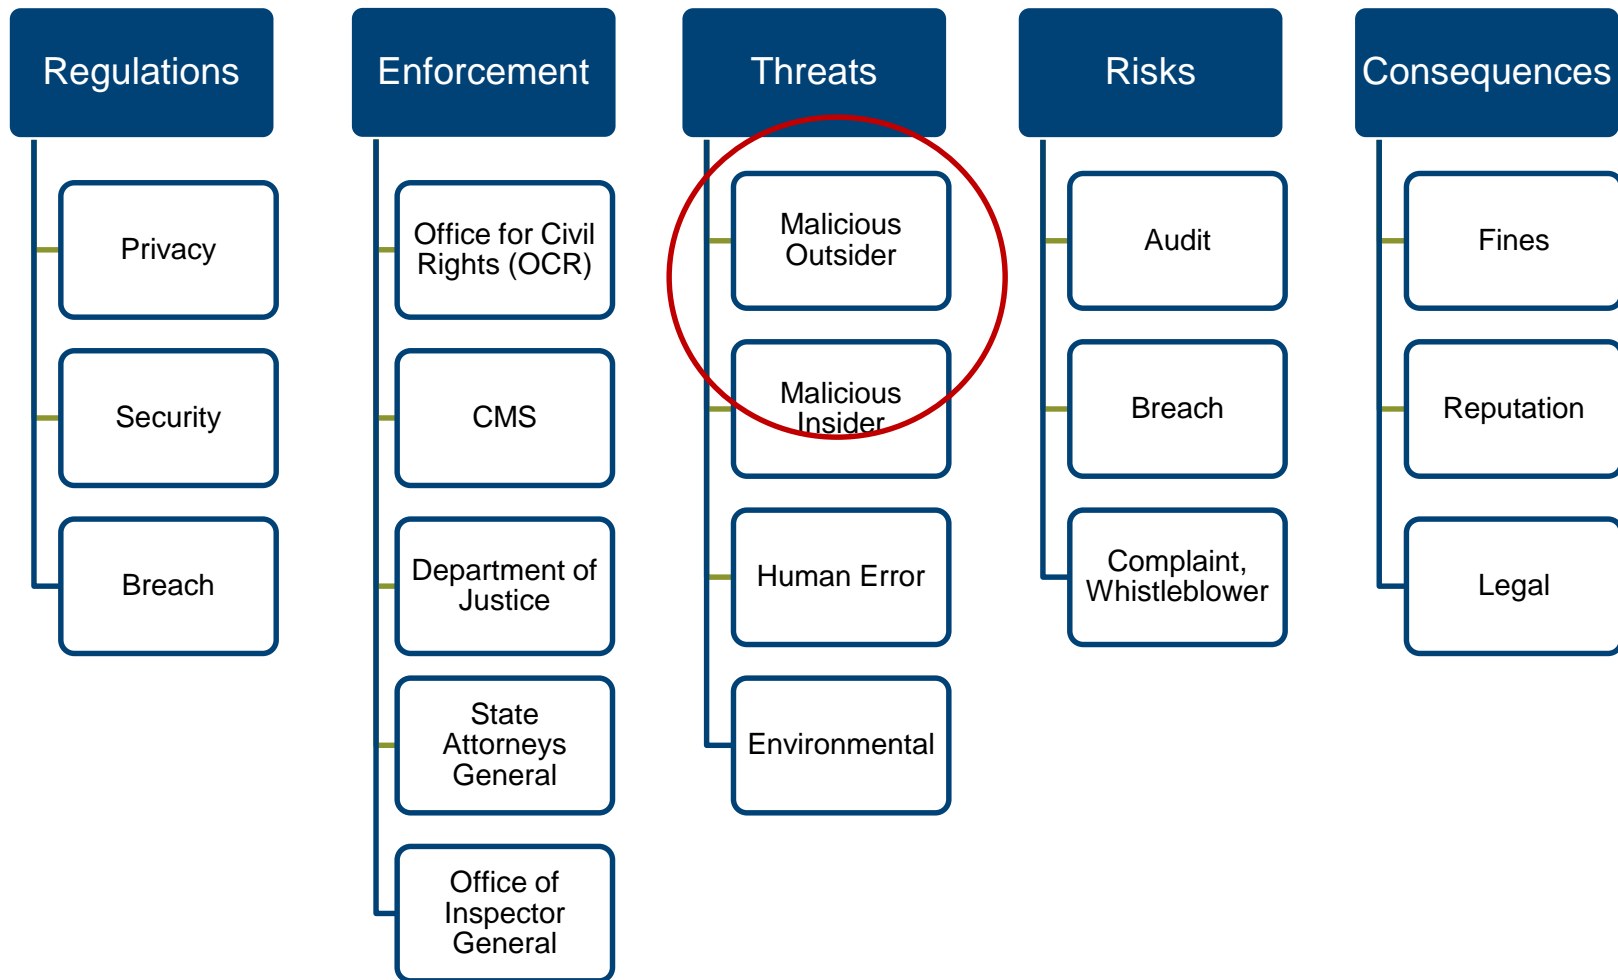 Regulations
Privacy
Security
Breach
Enforcement
Office for Civil
Rights (OCR)
CMS
Department of
Justice
State
Attorneys
General
Office of
Inspector
General
Threats
Malicious
Outsider
Malicious
Insider
Human Error
Environmental
Risks
Audit
Breach
Complaint,
Whistleblower
Consequences
Fines
Reputation
Legal